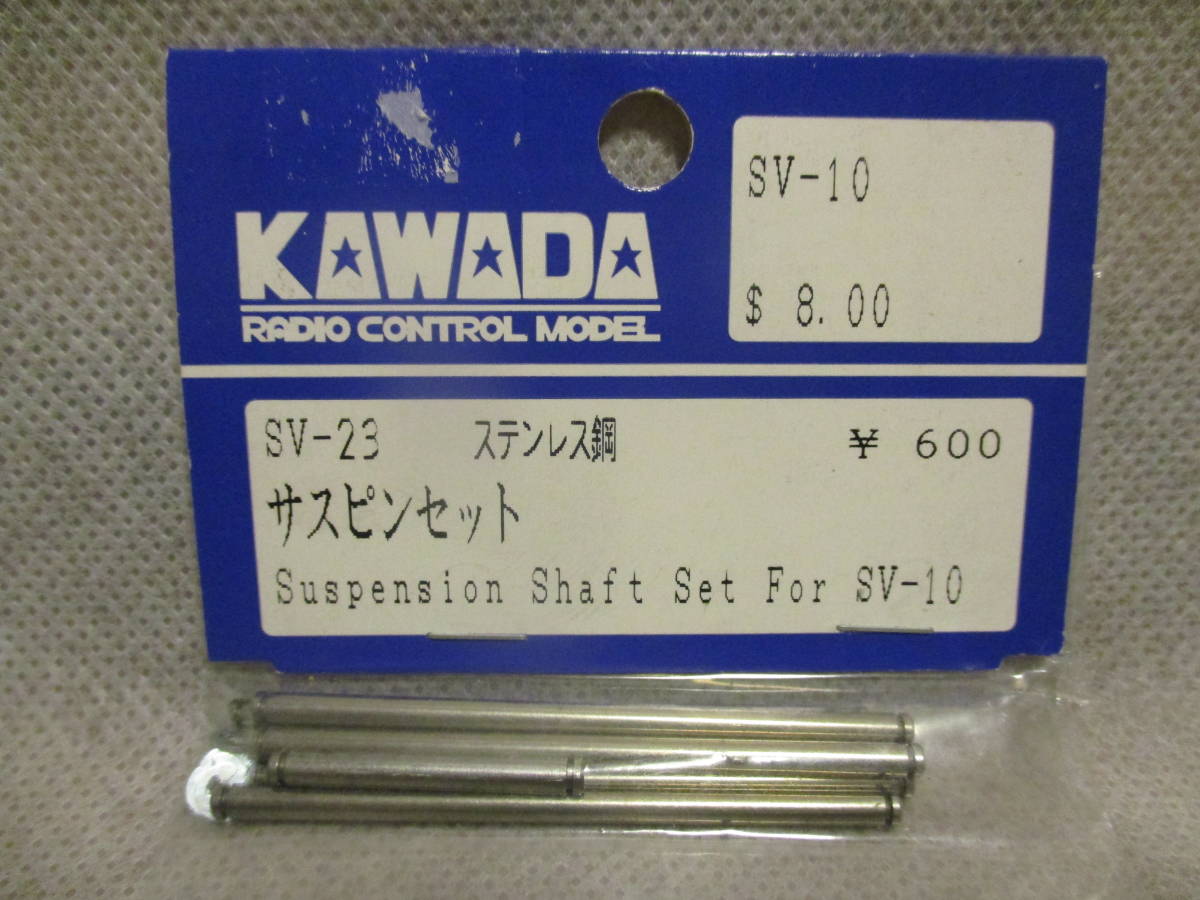 KAWADA
RADIO CONTROL MODEL
SV-10
$ 8.00
SV-23 ステンレス鋼 ¥ 600
サスピンセット
Suspension Shaft Set For SV-10